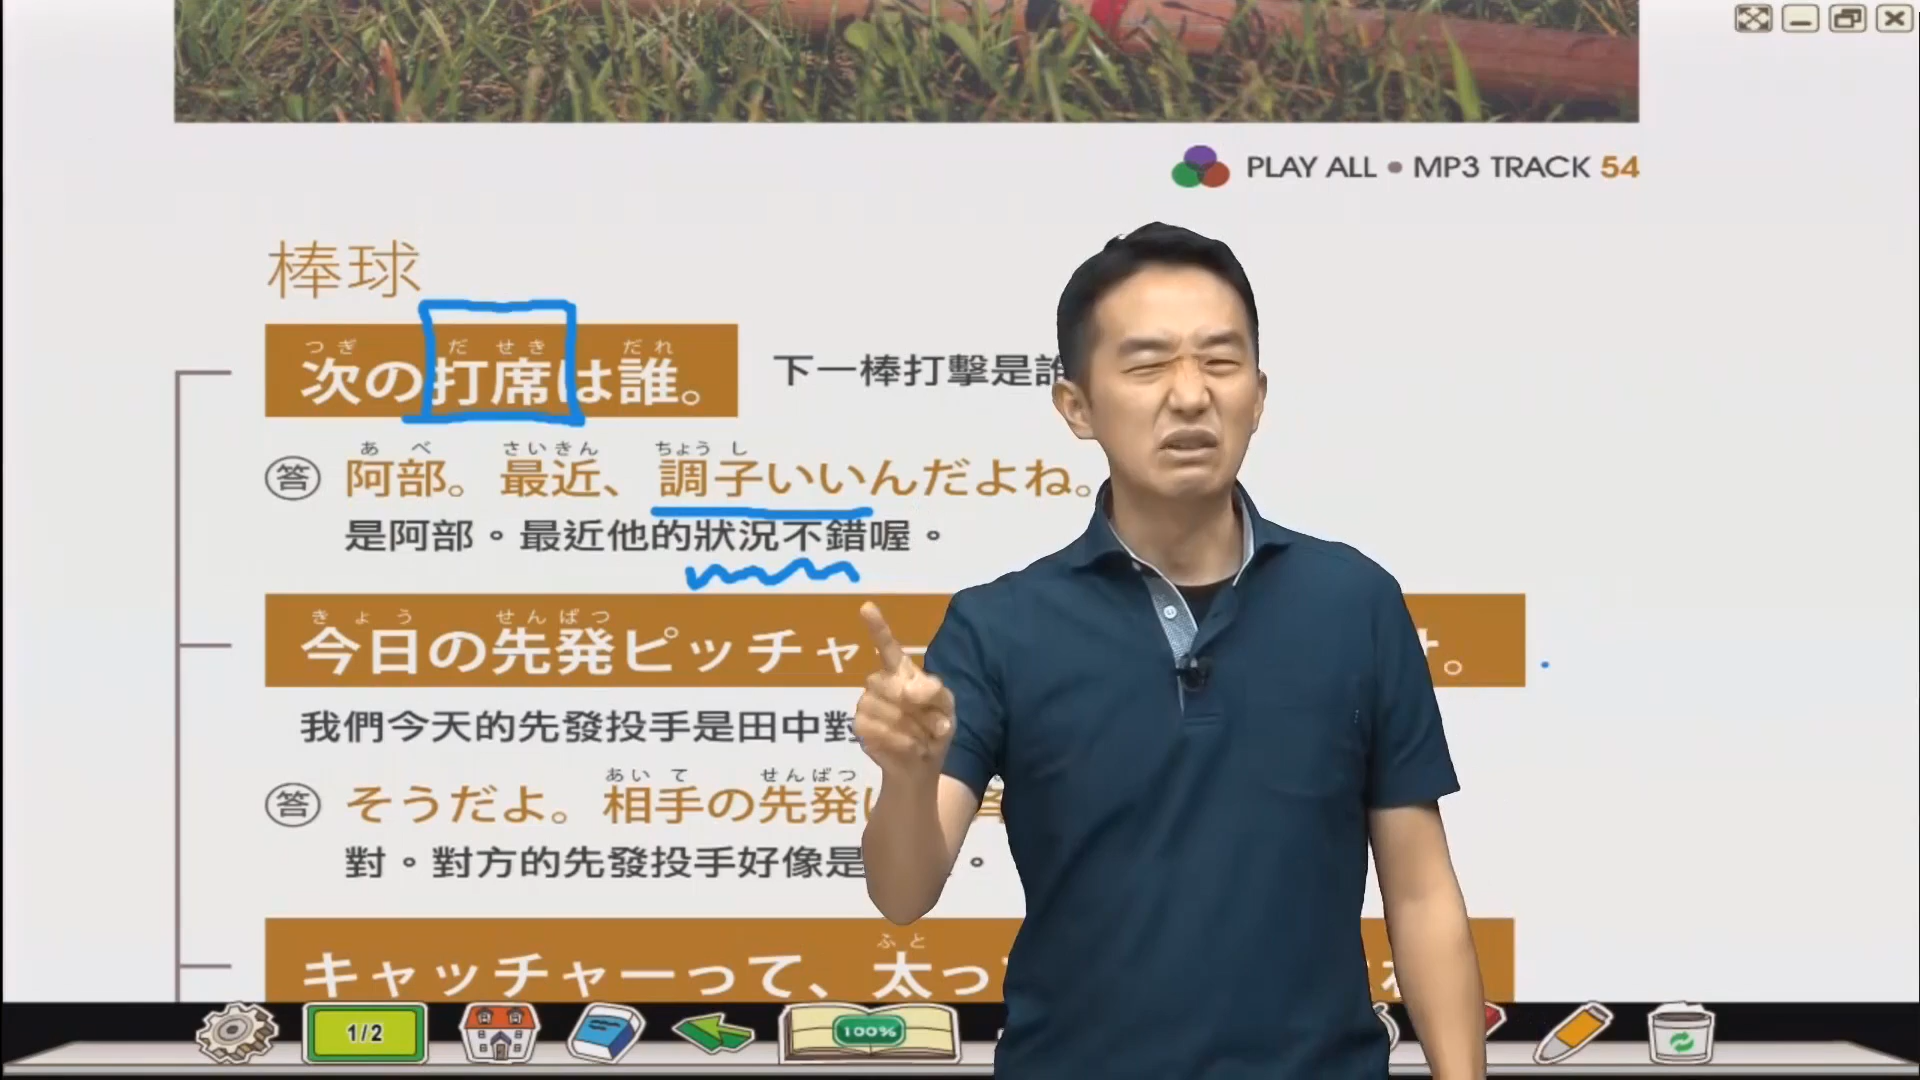 PLAY ALL • MP3 TRACK 54
棒球
つぎ だ せき だれ
次の打席は誰。
下一棒打擊是
あ べ さいきん ちょう し
答 阿部。最近、調子いいんだよね。
是阿部。最近他的狀況不錯喔。
きょう せんぱつ
今日の先発ピッチャー
。
我們今天的先發投手是田中
あい て せんぱつ
答 そうだよ。相手の先発
對。對方的先發投手好像是
。
ふと
キャッチャーって、太っ
1/2
100%